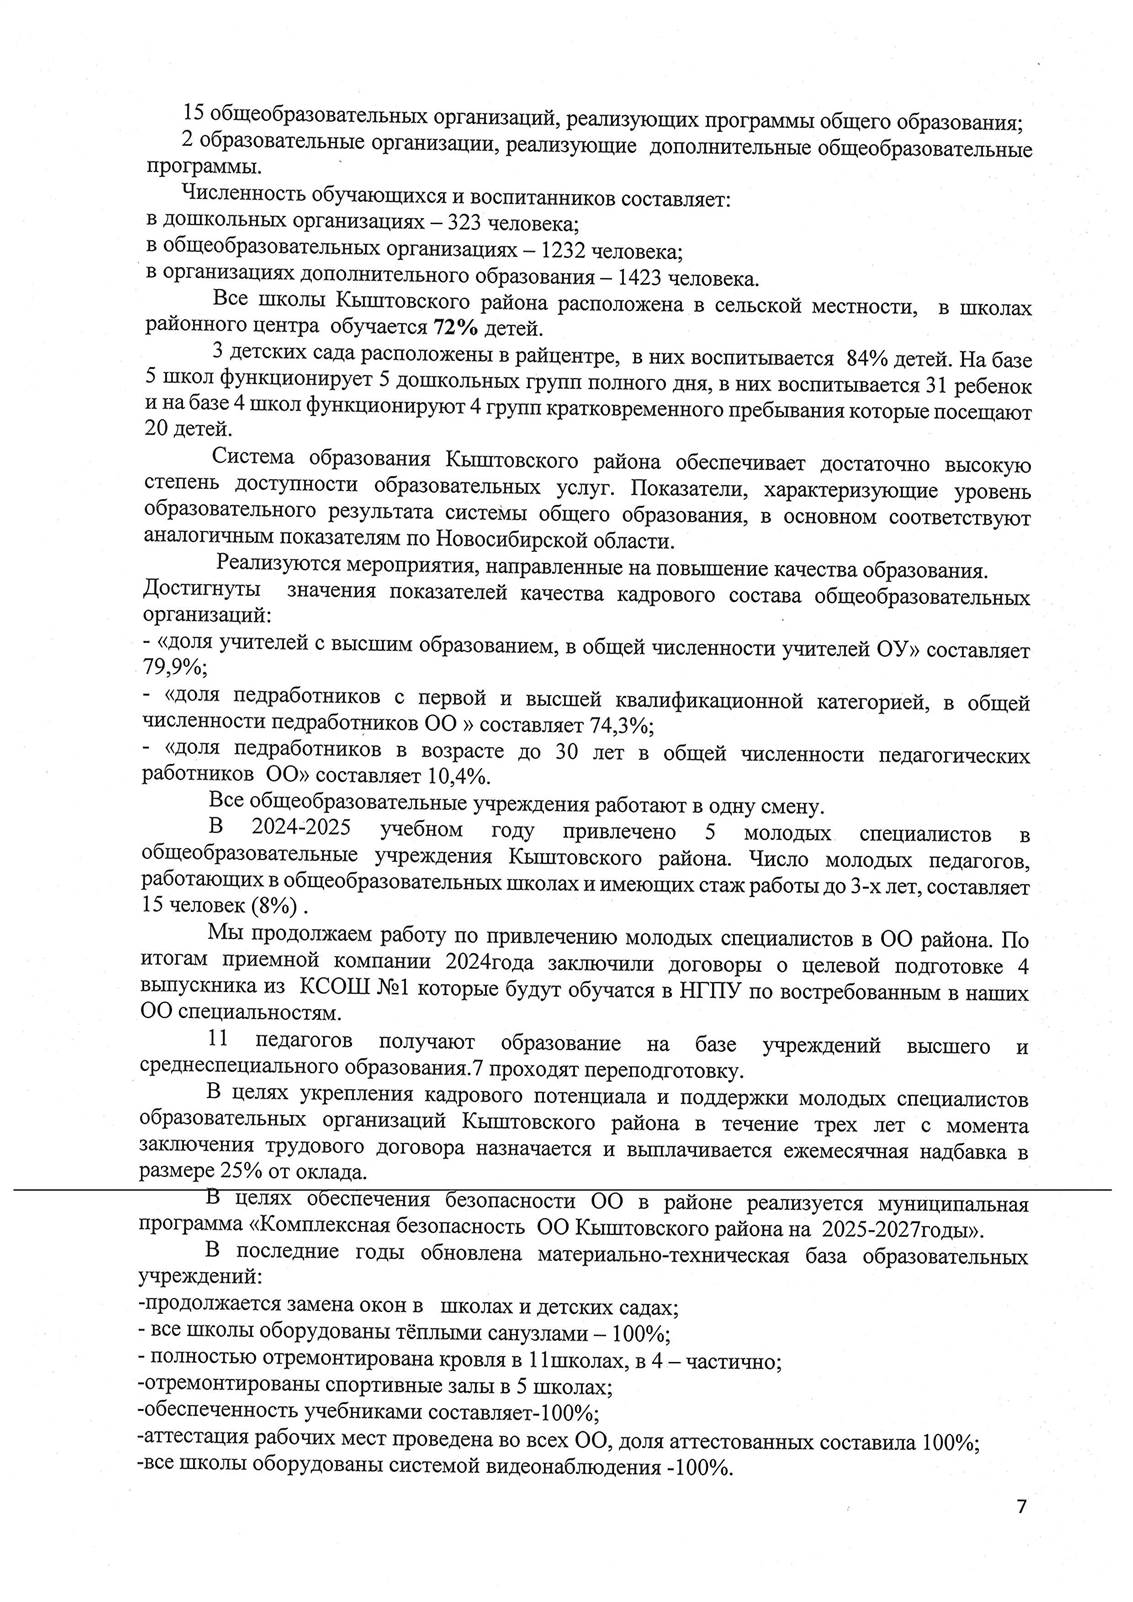 15 общеобразовательных организаций, реализующих программы общего образования;
2 образовательные организации, реализующие дополнительные общеобразовательные
программы.
Численность обучающихся и воспитанников составляет:
в дошкольных организациях – 323 человека;
в общеобразовательных организациях – 1232 человека;
в организациях дополнительного образования – 1423 человека.
Все школы Кыштовского района расположена в сельской местности, в школах
районного центра обучается 72% детей.
3 детских сада расположены в райцентре, в них воспитывается 84% детей. На базе
5 школ функционирует 5 дошкольных групп полного дня, в них воспитывается 31 ребенок
и на базе 4 школ функционируют 4 групп кратковременного пребывания которые посещают
20 детей.
Система образования Кыштовского района обеспечивает достаточно высокую
степень доступности образовательных услуг. Показатели, характеризующие уровень
образовательного результата системы общего образования, в основном соответствуют
аналогичным показателям по Новосибирской области.
Реализуются мероприятия, направленные на повышение качества образования.
Достигнуты значения показателей качества кадрового состава общеобразовательных
организаций:
- «доля учителей с высшим образованием, в общей численности учителей ОУ» составляет
79,9%;
- «доля педработников с первой и высшей квалификационной категорией, в общей
численности педработников ОО » составляет 74,3%;
- «доля педработников в возрасте до 30 лет в общей численности педагогических
работников ОО» составляет 10,4%.
Все общеобразовательные учреждения работают в одну смену.
В 2024-2025 учебном году привлечено 5 молодых специалистов в
общеобразовательные учреждения Кыштовского района. Число молодых педагогов,
работающих в общеобразовательных школах и имеющих стаж работы до 3-х лет, составляет
15 человек (8%) .
Мы продолжаем работу по привлечению молодых специалистов в ОО района. По
итогам приемной компании 2024года заключили договоры о целевой подготовке 4
выпускника из КСОШ №1 которые будут обучатся в НГПУ по востребованным в наших
ОО специальностям.
11 педагогов получают образование на базе учреждений высшего и
среднеспециального образования.7 проходят переподготовку.
В целях укрепления кадрового потенциала и поддержки молодых специалистов
образовательных организаций Кыштовского района в течение трех лет с момента
заключения трудового договора назначается и выплачивается ежемесячная надбавка в
размере 25% от оклада.
В целях обеспечения безопасности ОО в районе реализуется муниципальная
программа «Комплексная безопасность ОО Кыштовского района на 2025-2027годы».
В последние годы обновлена материально-техническая база образовательных
учреждений:
-продолжается замена окон в школах и детских садах;
- все школы оборудованы тёплыми санузлами – 100%;
- полностью отремонтирована кровля в 11школах, в 4 – частично;
-отремонтированы спортивные залы в 5 школах;
-обеспеченность учебниками составляет-100%;
-аттестация рабочих мест проведена во всех ОО, доля аттестованных составила 100%;
-все школы оборудованы системой видеонаблюдения -100%.
7